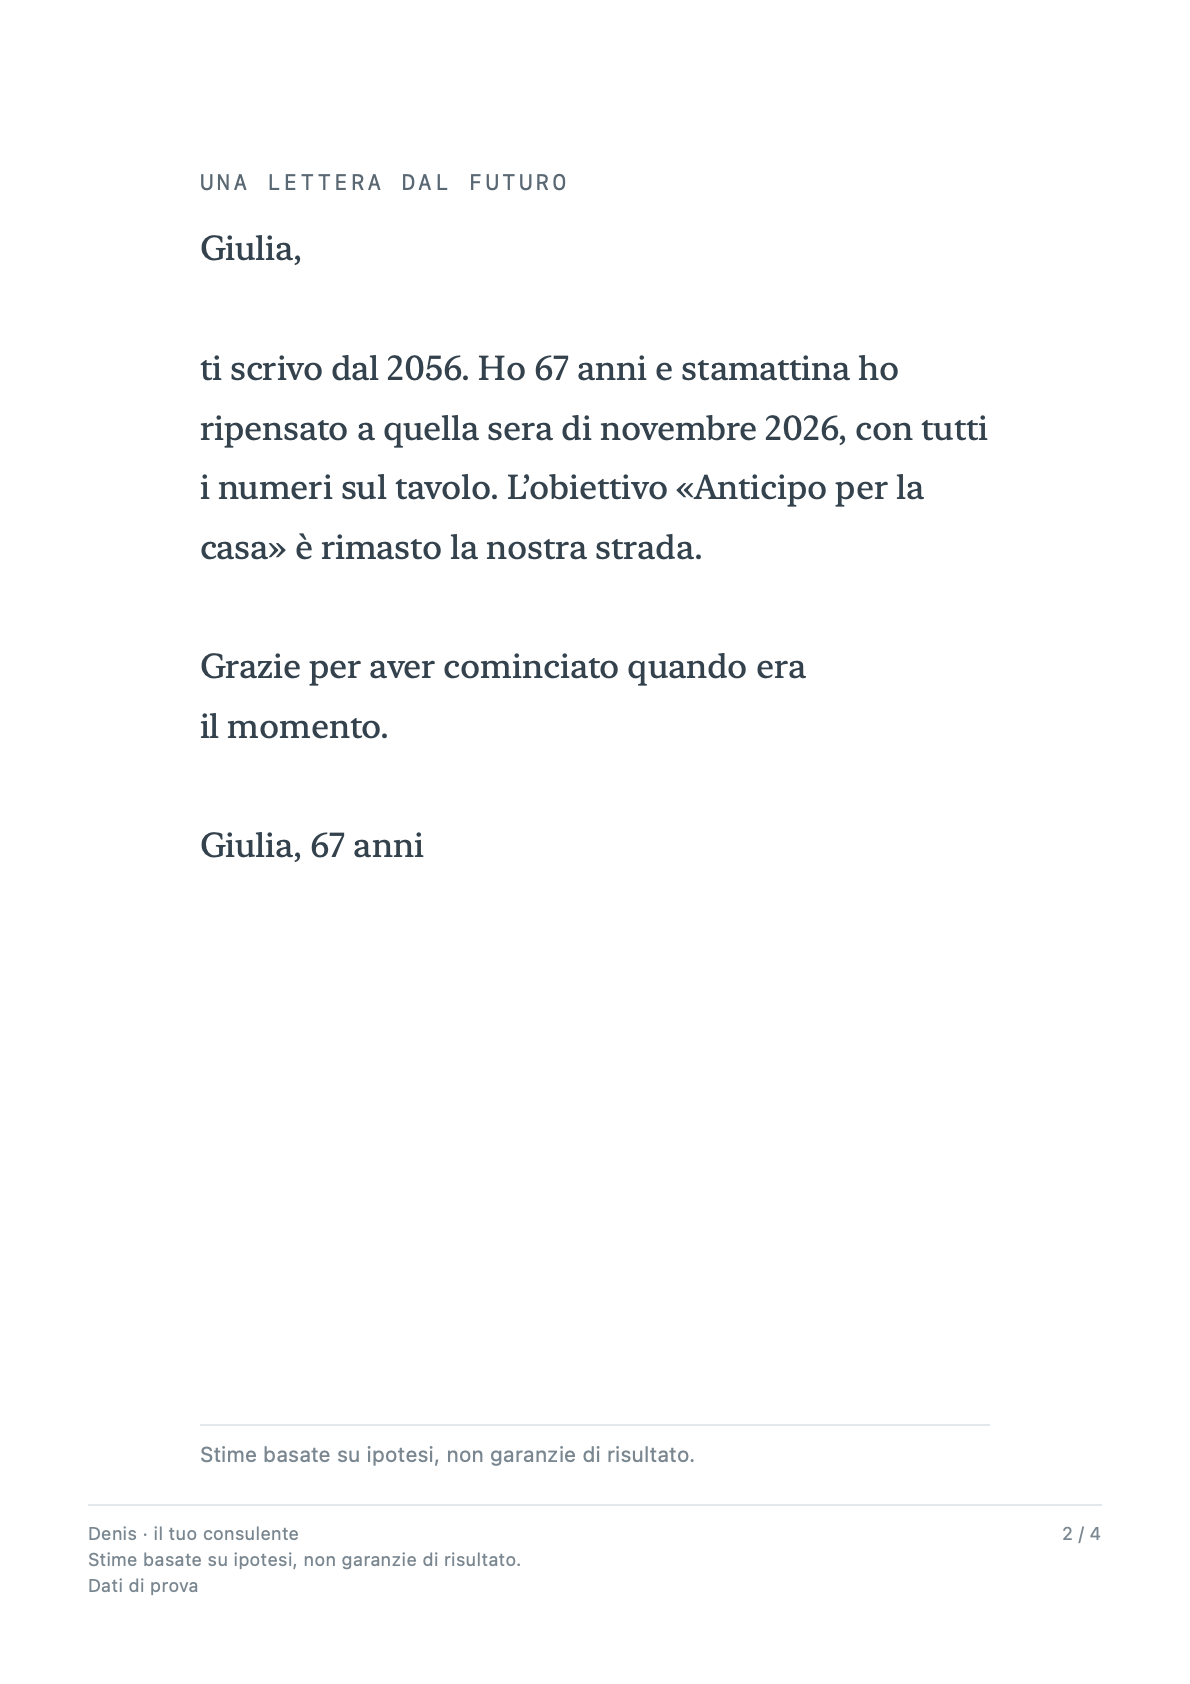 UNA LETTERA DAL FUTURO
Giulia,
ti scrivo dal 2056. Ho 67 anni e stamattina ho
ripensato a quella sera di novembre 2026, con tutti
i numeri sul tavolo. L’obiettivo «Anticipo per la
casa» è rimasto la nostra strada.
Grazie per aver cominciato quando era
il momento.
Giulia, 67 anni
Stime basate su ipotesi, non garanzie di risultato.
Denis · il tuo consulente
2 / 4
Stime basate su ipotesi, non garanzie di risultato.
Dati di prova